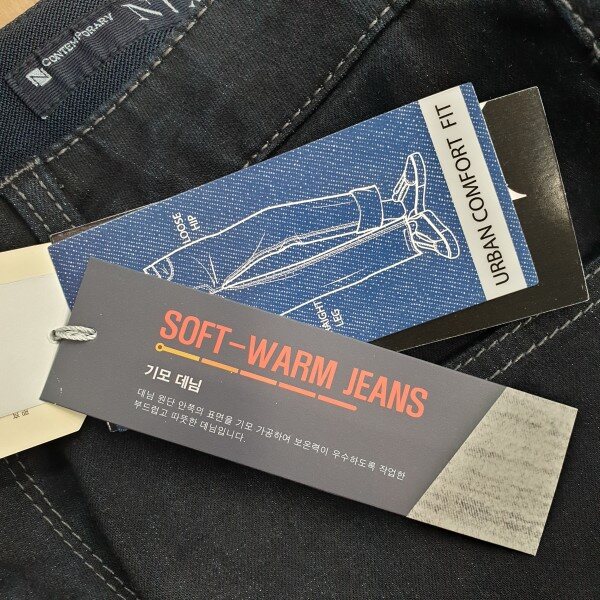 N CONTEMPORARY
LOOSE
HIP
URBAN COMFORT FIT
LEG
SOFT-WARM JEANS
기모 데님
데님 원단 안쪽의 표면을 기모 가공하여 보온력이 우수하도록 작업한
부드럽고 따뜻한 데님입니다.